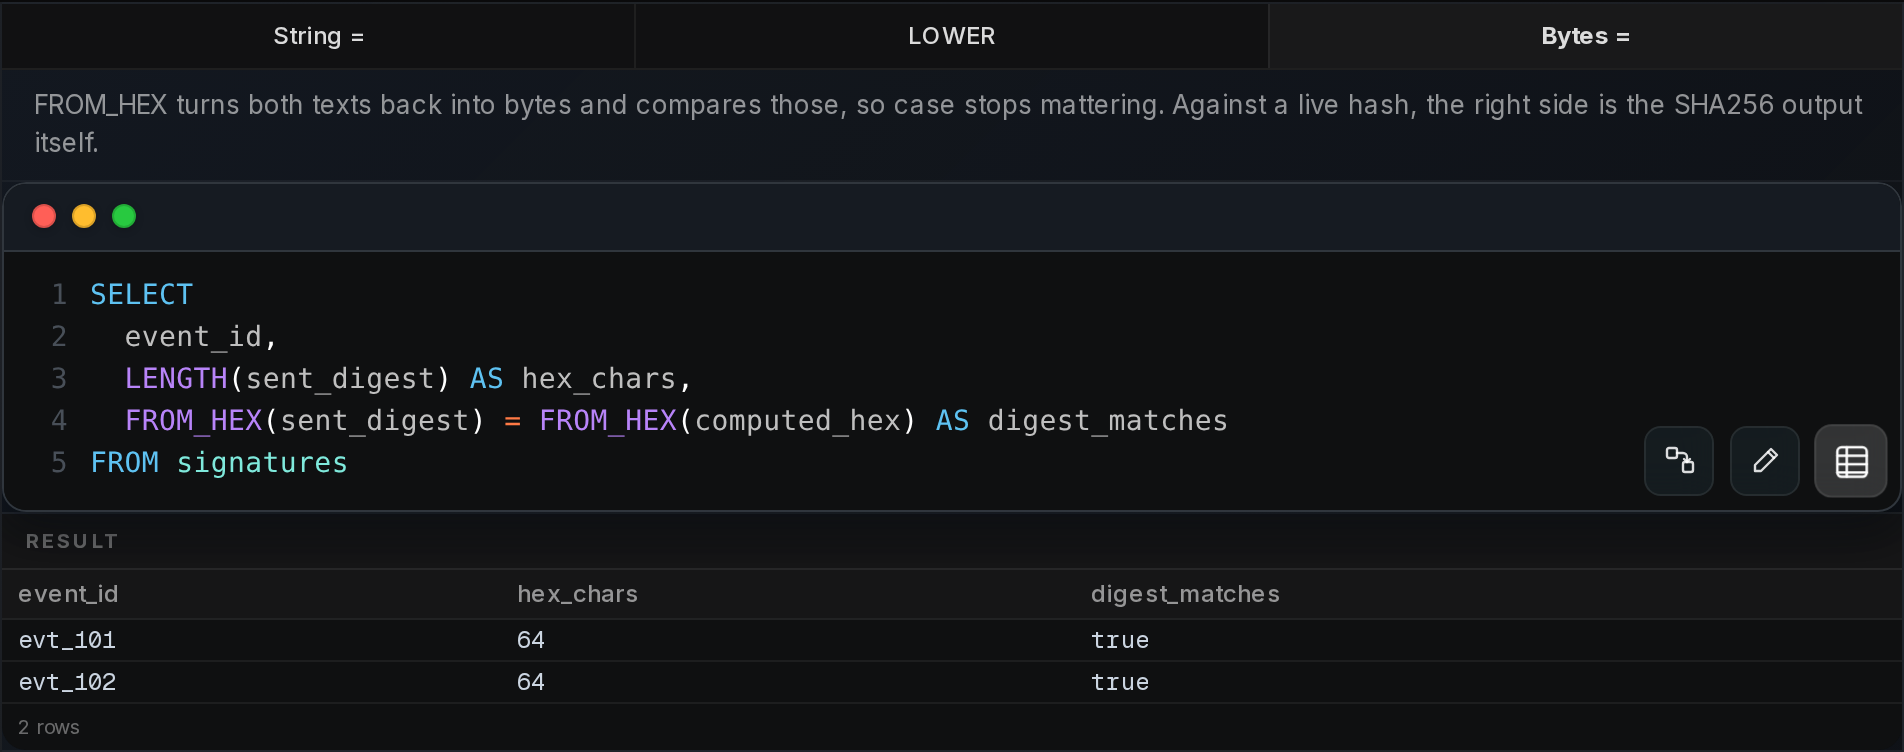 String =
LOWER
Bytes =
FROM_HEX turns both texts back into bytes and compares those, so case stops mattering. Against a live hash, the right side is the SHA256 output
itself.
1 SELECT
2   event_id,
3   LENGTH(sent_digest) AS hex_chars,
4   FROM_HEX(sent_digest) = FROM_HEX(computed_hex) AS digest_matches
5 FROM signatures
RESULT
event_id hex_chars digest_matches
evt_101 64 true
evt_102 64 true
2 rows